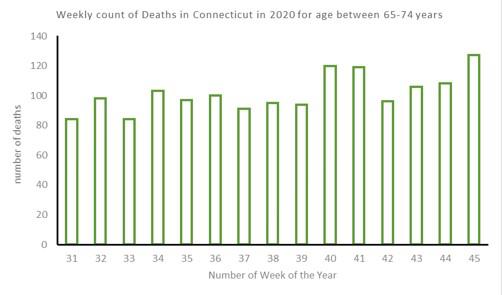 Weekly count of Deaths in Connecticut in 2020 for age between 65-74 years
140
120
100
80
60
40
20
0
number of deaths
31 32 33 34 35 36 37 38 39 40 41 42 43 44 45
Number of Week of the Year